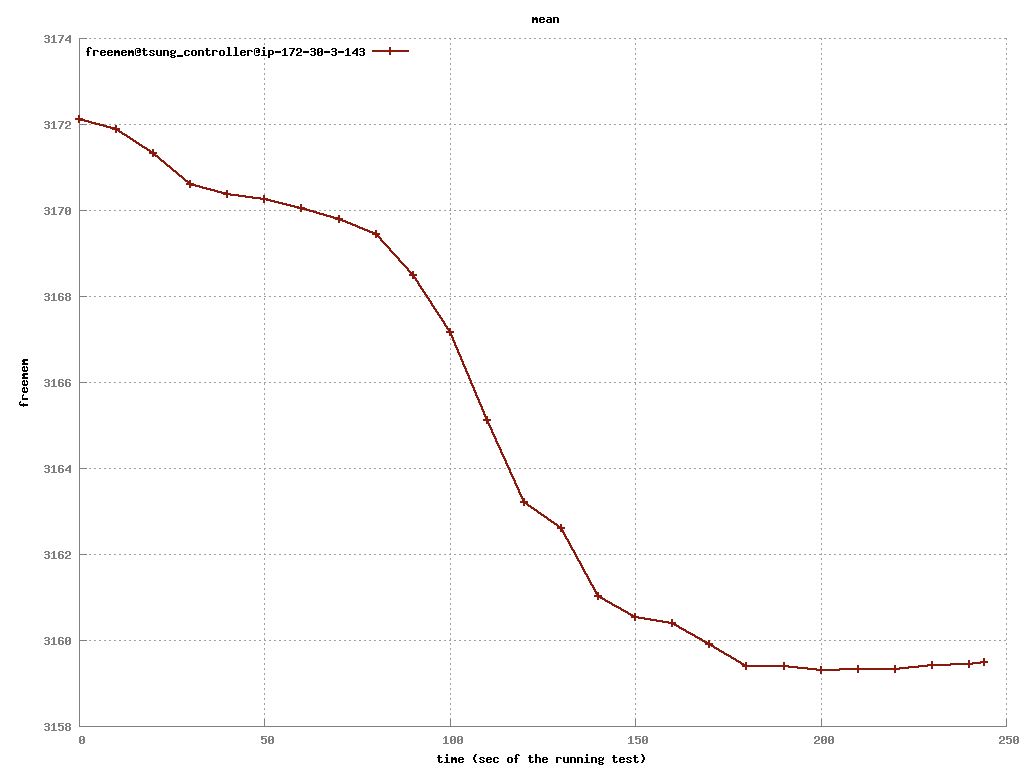 mean
3174
freemem@tsung_controller@ip-172-30-3-143
3172
3170
3168
3166
3164
3162
3160
3158
freemem
0 50 100 150 200 250
time (sec of the running test)